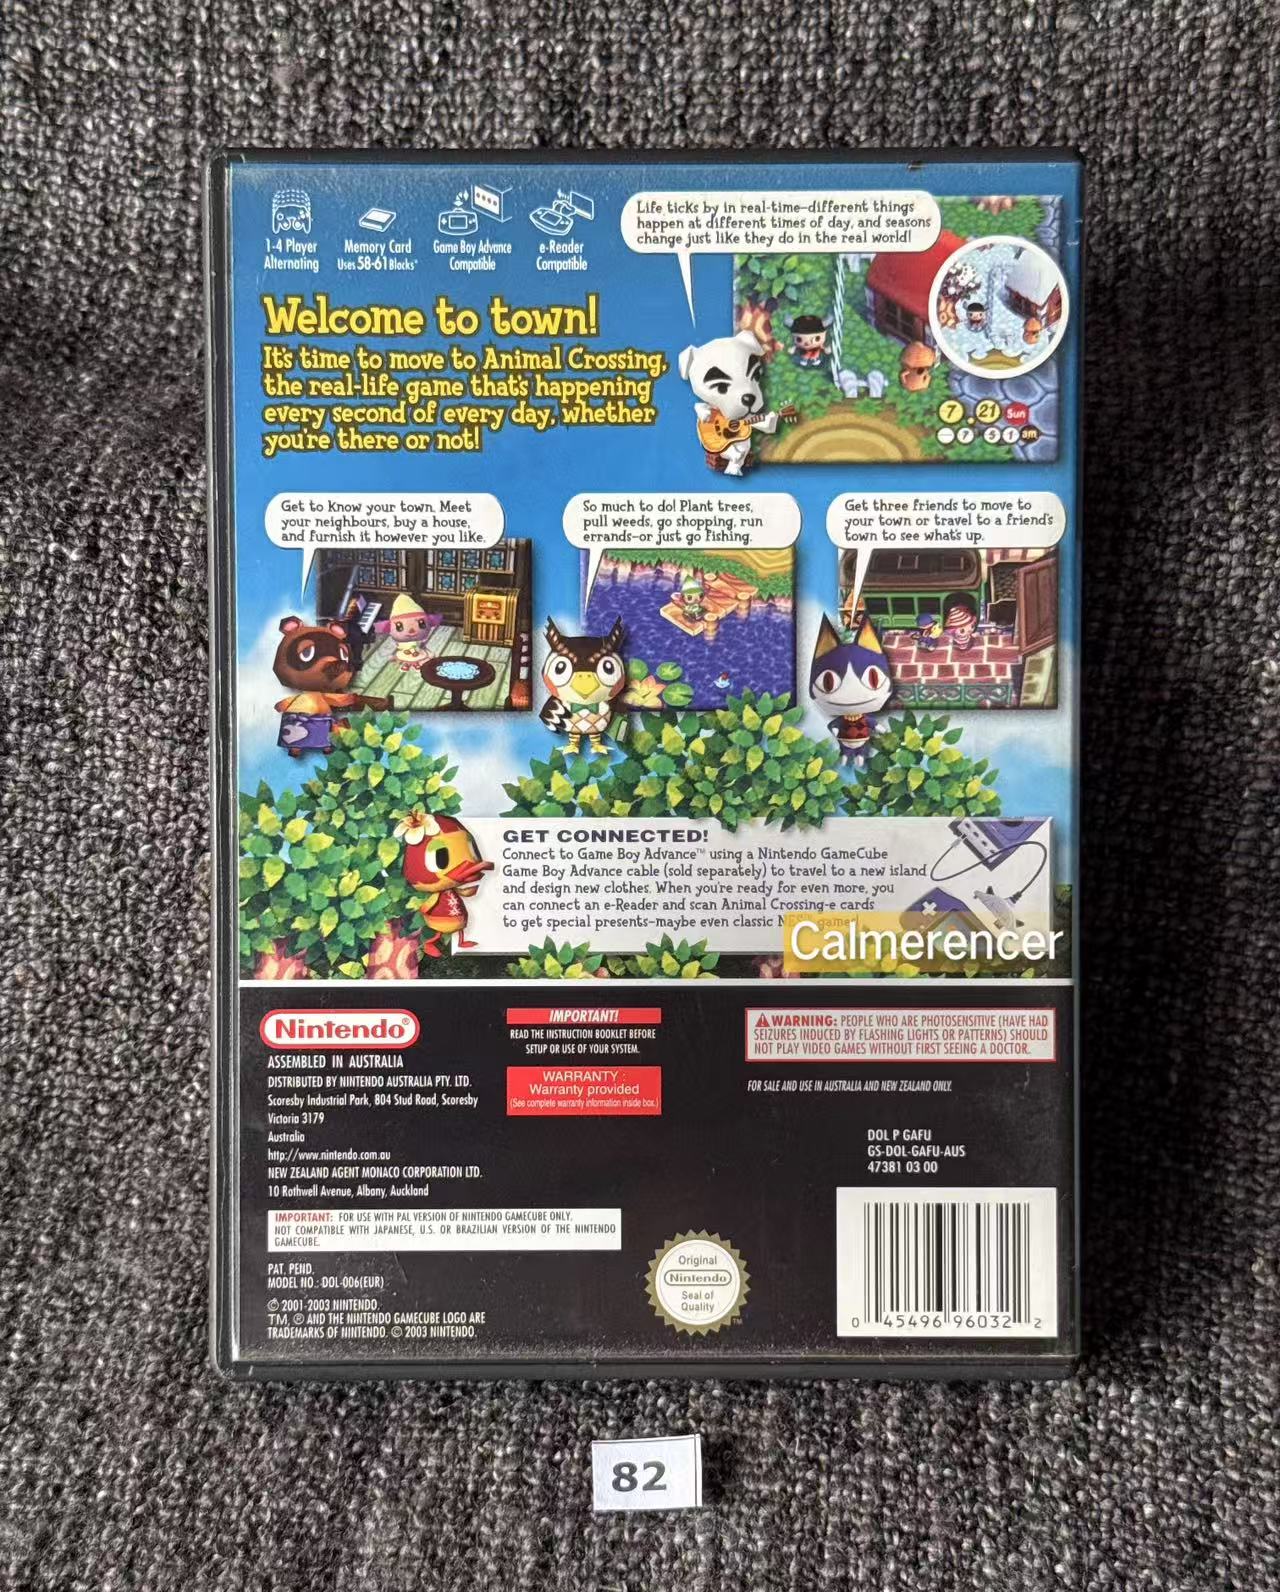 1-4 Player
Alternating
Memory Card
Uses 58-61 Blocks*
Game Boy Advance
Compatible
e-Reader
Compatible
Life ticks by in real-time–different things
happen at different times of day, and seasons
change just like they do in the real world!
Welcome to town!
It's time to move to Animal Crossing,
the real-life game that's happening
every second of every day, whether
you're there or not!
7 21 Sun
7 51 am
Get to know your town. Meet
your neighbours, buy a house,
and furnish it however you like.
So much to do! Plant trees,
pull weeds, go shopping, run
errands–or just go fishing.
Get three friends to move to
your town or travel to a friend's
town to see what's up.
GET CONNECTED!
Connect to Game Boy Advance™ using a Nintendo GameCube
Game Boy Advance cable (sold separately) to travel to a new island
and design new clothes. When you're ready for even more, you
can connect an e-Reader and scan Animal Crossing-e cards
to get special presents–maybe even classic NES games!
Calmerencer
Nintendo®
ASSEMBLED IN AUSTRALIA
DISTRIBUTED BY NINTENDO AUSTRALIA PTY. LTD.
Scoresby Industrial Park, 804 Stud Road, Scoresby
Victoria 3179
Australia
http://www.nintendo.com.au
NEW ZEALAND AGENT MONACO CORPORATION LTD.
10 Rothwell Avenue, Albany, Auckland
IMPORTANT: FOR USE WITH PAL VERSION OF NINTENDO GAMECUBE ONLY.
NOT COMPATIBLE WITH JAPANESE, U.S. OR BRAZILIAN VERSION OF THE NINTENDO
GAMECUBE.
PAT. PEND.
MODEL NO.: DOL-006(EUR)
© 2001-2003 NINTENDO.
TM, ® AND THE NINTENDO GAMECUBE LOGO ARE
TRADEMARKS OF NINTENDO. © 2003 NINTENDO.
IMPORTANT!
READ THE INSTRUCTION BOOKLET BEFORE
SETUP OR USE OF YOUR SYSTEM.
WARRANTY :
Warranty provided
(See complete warranty information inside box.)
WARNING: PEOPLE WHO ARE PHOTOSENSITIVE (HAVE HAD
SEIZURES INDUCED BY FLASHING LIGHTS OR PATTERNS) SHOULD
NOT PLAY VIDEO GAMES WITHOUT FIRST SEEING A DOCTOR.
FOR SALE AND USE IN AUSTRALIA AND NEW ZEALAND ONLY.
DOL P GAFU
GS-DOL-GAFU-AUS
47381 03 00
Original
Nintendo
Seal of
Quality
TM
0 45496 96032 2
82